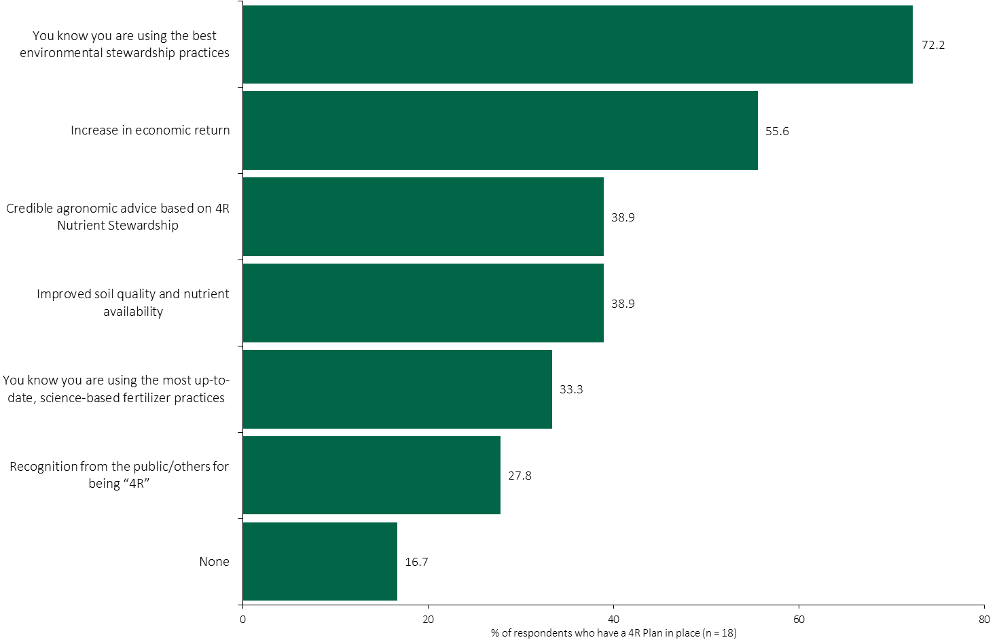 You know you are using the best
environmental stewardship practices
72.2
Increase in economic return
55.6
Credible agronomic advice based on 4R
Nutrient Stewardship
38.9
Improved soil quality and nutrient
availability
38.9
You know you are using the most up-to-
date, science-based fertilizer practices
33.3
Recognition from the public/others for
being “4R”
27.8
None
16.7
0 20 40 60 80
% of respondents who have a 4R Plan in place (n = 18)